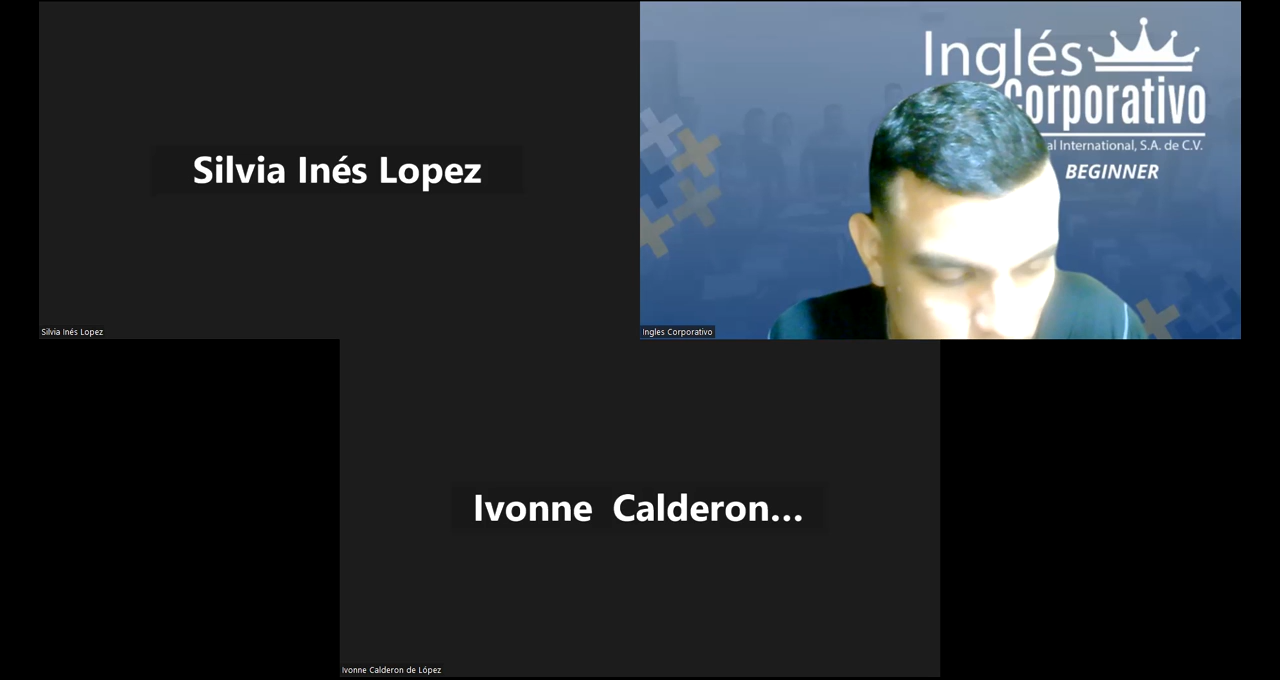 Silvia Inés Lopez
Silvia Inés Lopez
Inglés
Corporativo
al International, S.A. de C.V.
BEGINNER
Ingles Corporativo
Ivonne Calderon...
Ivonne Calderon de López